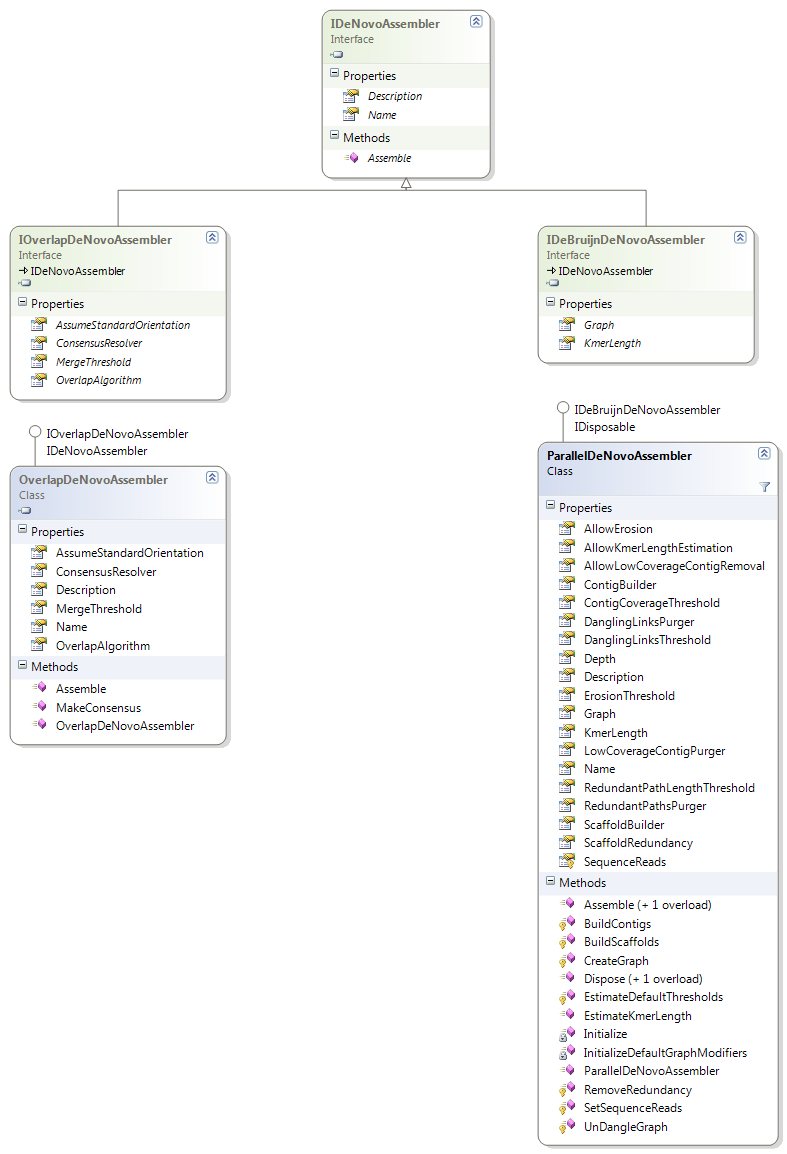 IDeNovoAssembler
Interface
Properties
Description
Name
Methods
Assemble
IOverlapDeNovoAssembler
Interface
IDeNovoAssembler
Properties
AssumeStandardOrientation
ConsensusResolver
MergeThreshold
OverlapAlgorithm
IDeBruijnDeNovoAssembler
Interface
IDeNovoAssembler
Properties
Graph
KmerLength
IOverlapDeNovoAssembler
IDeNovoAssembler
OverlapDeNovoAssembler
Class
Properties
AssumeStandardOrientation
ConsensusResolver
Description
MergeThreshold
Name
OverlapAlgorithm
Methods
Assemble
MakeConsensus
OverlapDeNovoAssembler
IDeBruijnDeNovoAssembler
IDisposable
ParallelDeNovoAssembler
Class
Properties
AllowErosion
AllowKmerLengthEstimation
AllowLowCoverageContigRemoval
ContigBuilder
ContigCoverageThreshold
DanglingLinksPurger
DanglingLinksThreshold
Depth
Description
ErosionThreshold
Graph
KmerLength
LowCoverageContigPurger
Name
RedundantPathLengthThreshold
RedundantPathsPurger
ScaffoldBuilder
ScaffoldRedundancy
SequenceReads
Methods
Assemble (+ 1 overload)
BuildContigs
BuildScaffolds
CreateGraph
Dispose (+ 1 overload)
EstimateDefaultThresholds
EstimateKmerLength
Initialize
InitializeDefaultGraphModifiers
ParallelDeNovoAssembler
RemoveRedundancy
SetSequenceReads
UnDangleGraph